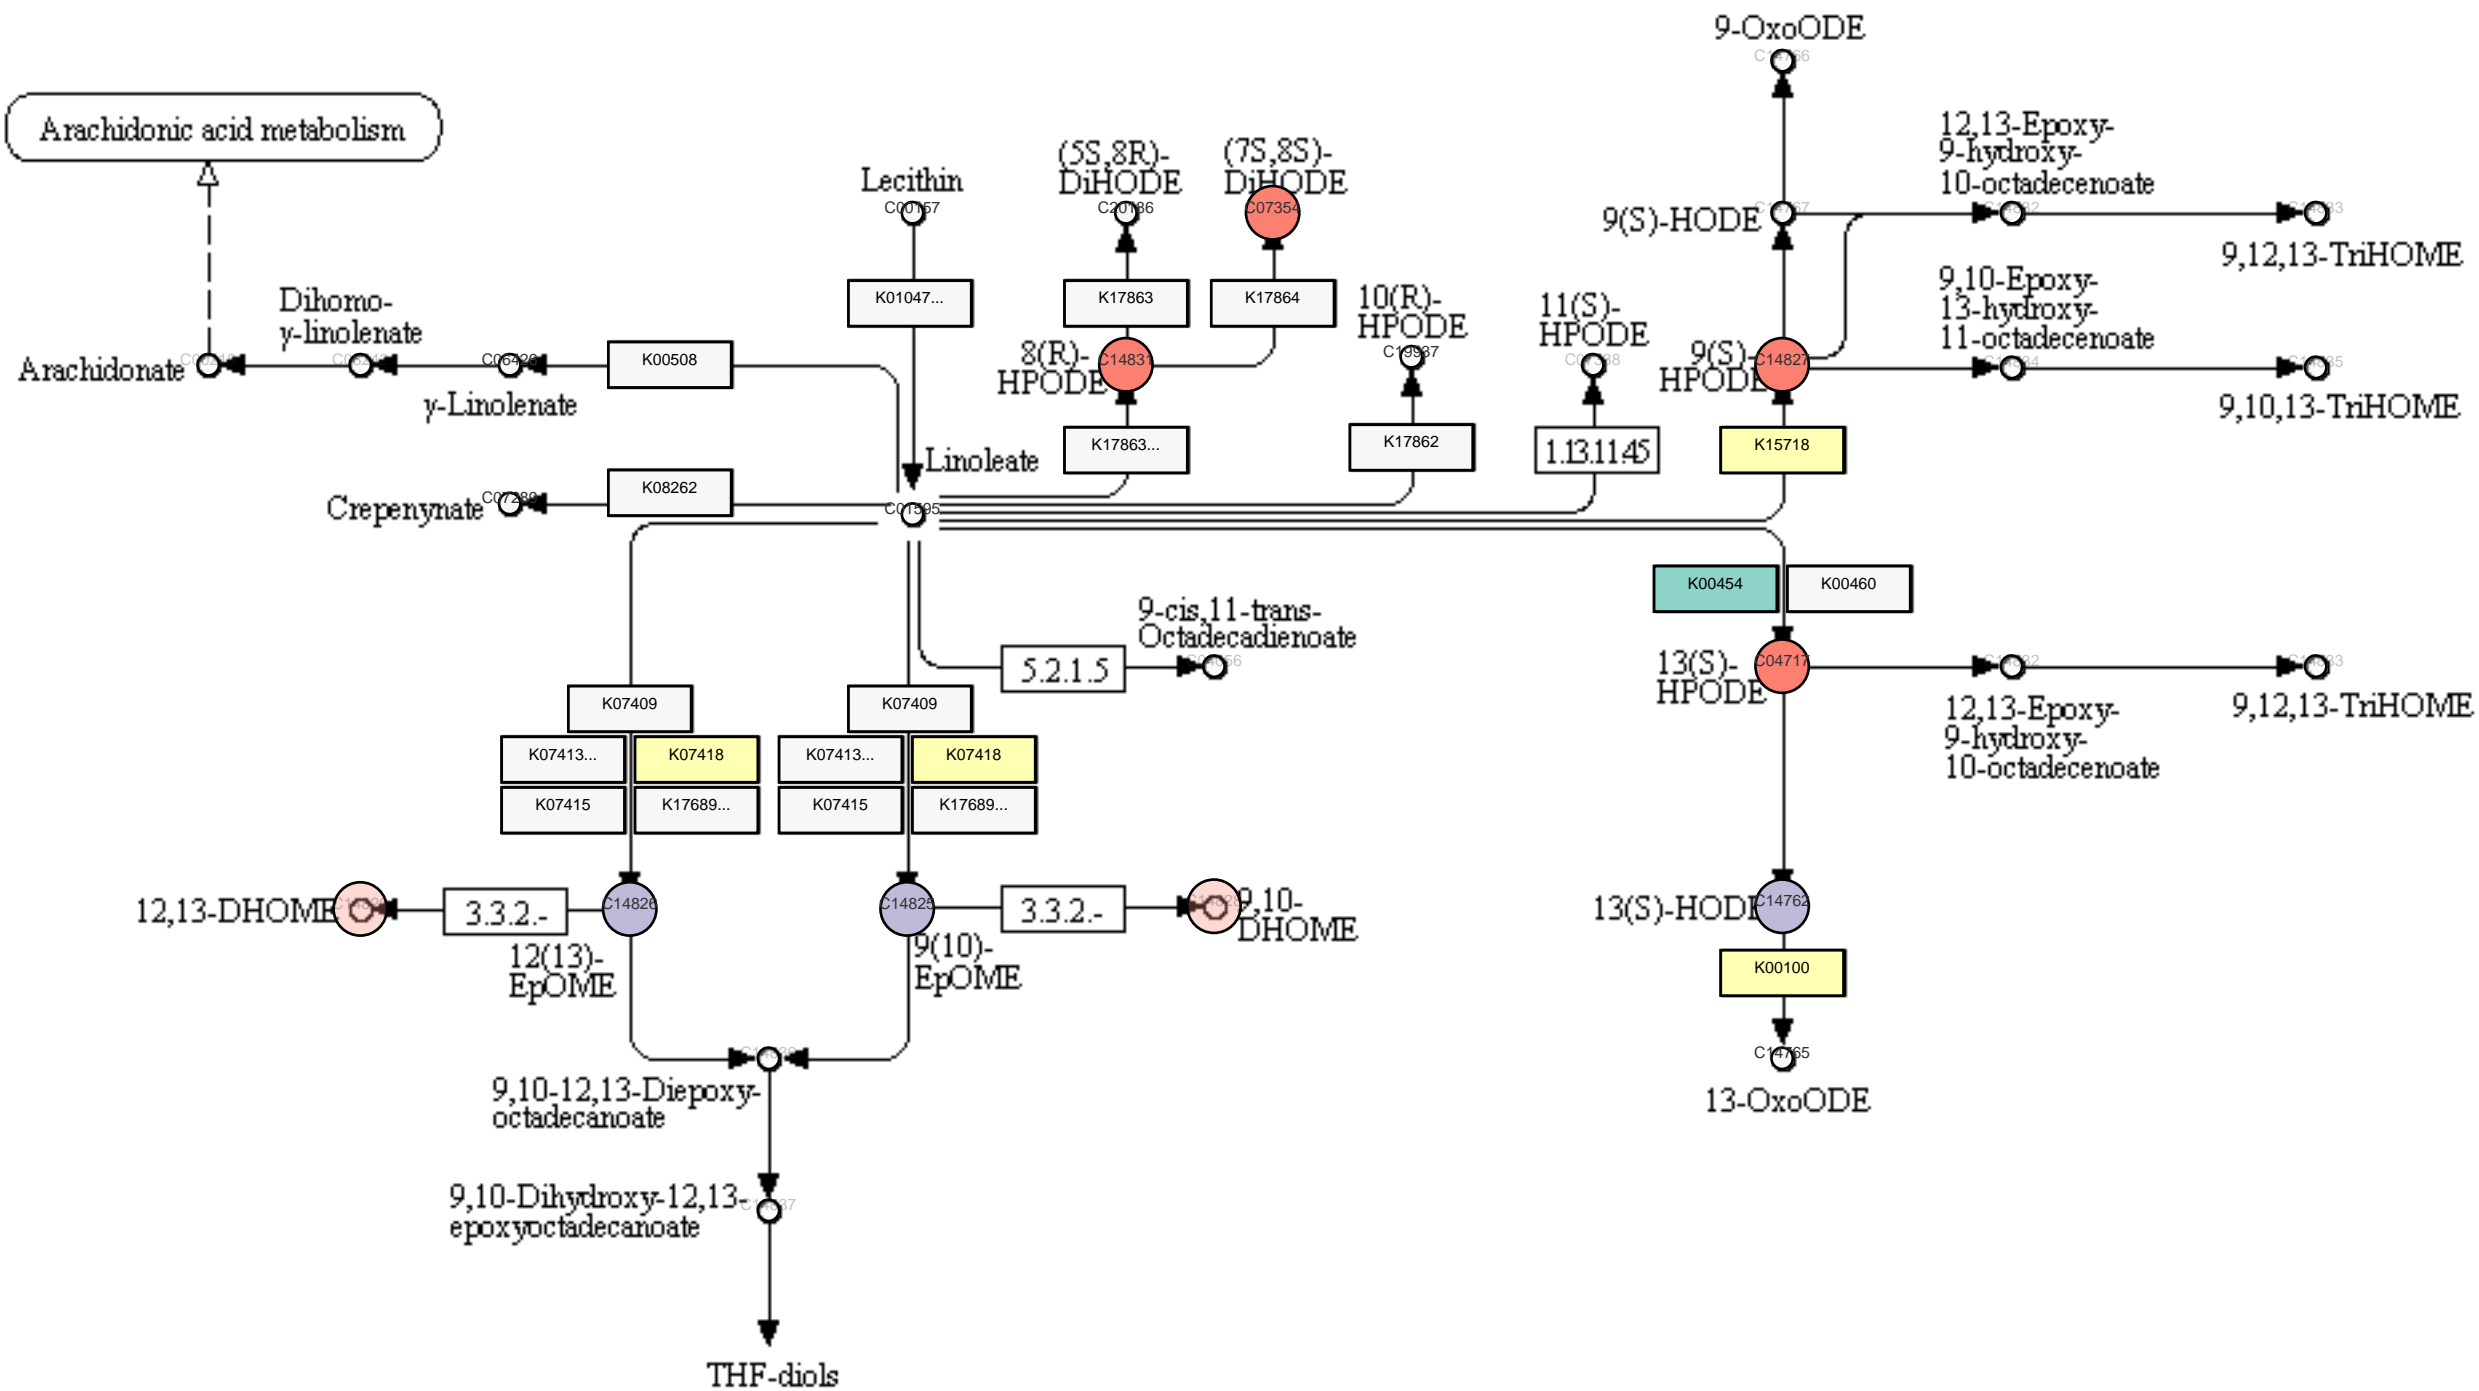 9-OxoODE
Arachidonic acid metabolism
Lecithin
C00157
(5S,8R)-
DiHODE
C20186
(7S,8S)-
DiHODE
C07354
12,13-Epoxy-
9-hydroxy-
10-octadecenoate
9(S)-HODE
9,12,13-TriHOME
K01047...
K17863
K17864
10(R)-
HPODE
C19937
11(S)-
HPODE
9,10-Epoxy-
13-hydroxy-
11-octadecenoate
Dihomo-
γ-linolenate
Arachidonate
C06426
K00508
γ-Linolenate
8(R)-
HPODE
C14831
9(S)-
HPODE
C14827
9,10,13-TriHOME
K17863...
K17862
1.13.11.45
K15718
Linoleate
C01595
Crepenynate
C07289
K08262
K00454
K00460
9-cis,11-trans-
Octadecadienoate
5.2.1.5
13(S)-
HPODE
C04717
12,13-Epoxy-
9-hydroxy-
10-octadecenoate
9,12,13-TriHOME
K07409
K07409
K07413...
K07418
K07413...
K07418
K07415
K17689...
K07415
K17689...
12,13-DHOME
3.3.2.-
C14826
12(13)-
EpOME
C14825
9(10)-
EpOME
3.3.2.-
9,10-
DHOME
13(S)-HODE
C14762
K00100
C14765
13-OxoODE
9,10-12,13-Diepoxy-
octadecanoate
9,10-Dihydroxy-12,13-
epoxyoctadecanoate
THF-diols